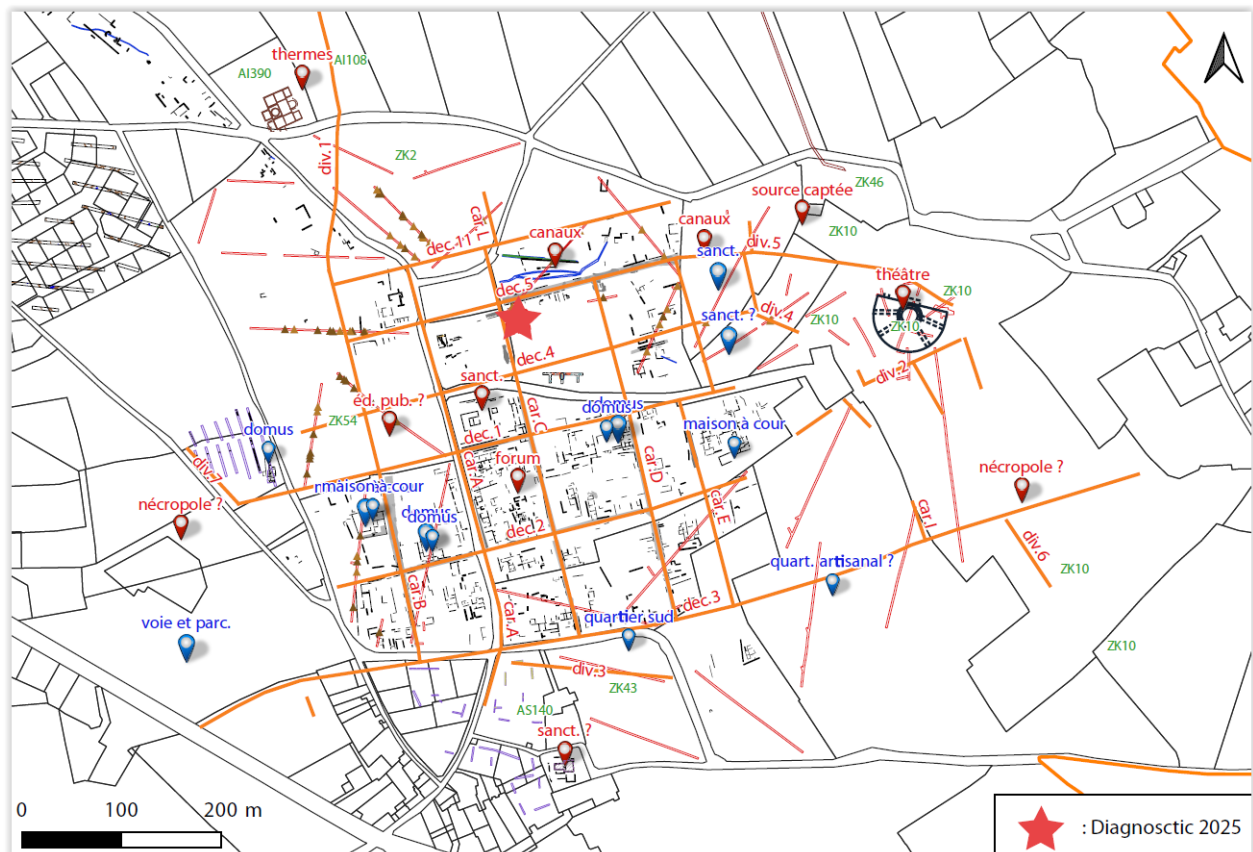 thermes
AI108
AI390
div.1
ZK2
ZK46
source captée
car.L
canaux
canaux
ZK10
dec.11
sanct.
div.5
théâtre
dec.5
ZK10
div.4
sanct. ?
ZK10
ZK10
dec.4
div.2
sanct.
éd. pub. ?
ZK54
domus
car.C
maison à cour
domus
dec.1
div.7
forum
car.A
car.D
nécropole ?
maison à cour
nécropole ?
domus
car.E
car.I
dec.2
div.6
quart. artisanal ?
ZK10
car.B
car.A
dec.3
voie et parc.
quartier sud
ZK10
div.3
ZK43
AS140
sanct. ?
0 100 200 m
: Diagnosctic 2025